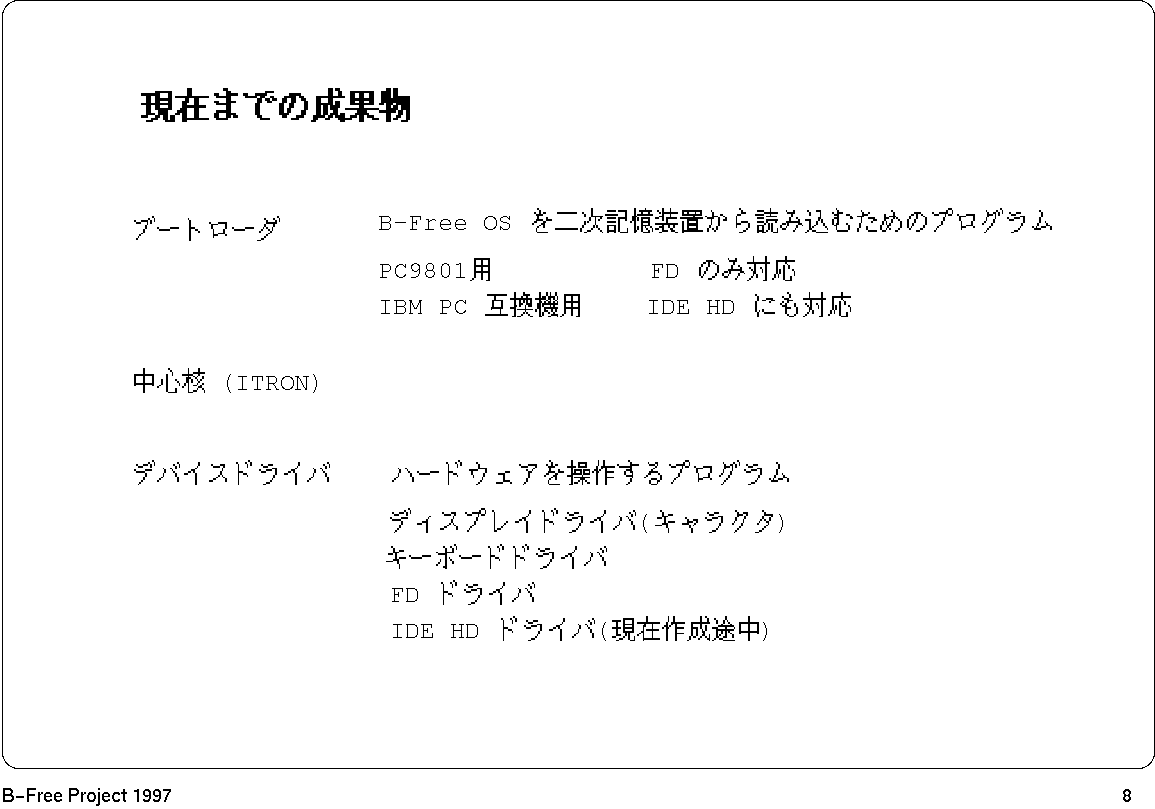 現在までの成果物
ブートローダ B-Free OS を二次記憶装置から読み込むためのプログラム
PC9801用 FD のみ対応
IBM PC 互換機用 IDE HD にも対応
中心核 (ITRON)
デバイスドライバ ハードウェアを操作するプログラム
ディスプレイドライバ(キャラクタ)
キーボードドライバ
FD ドライバ
IDE HD ドライバ(現在作成途中)
B-Free Project 1997 8